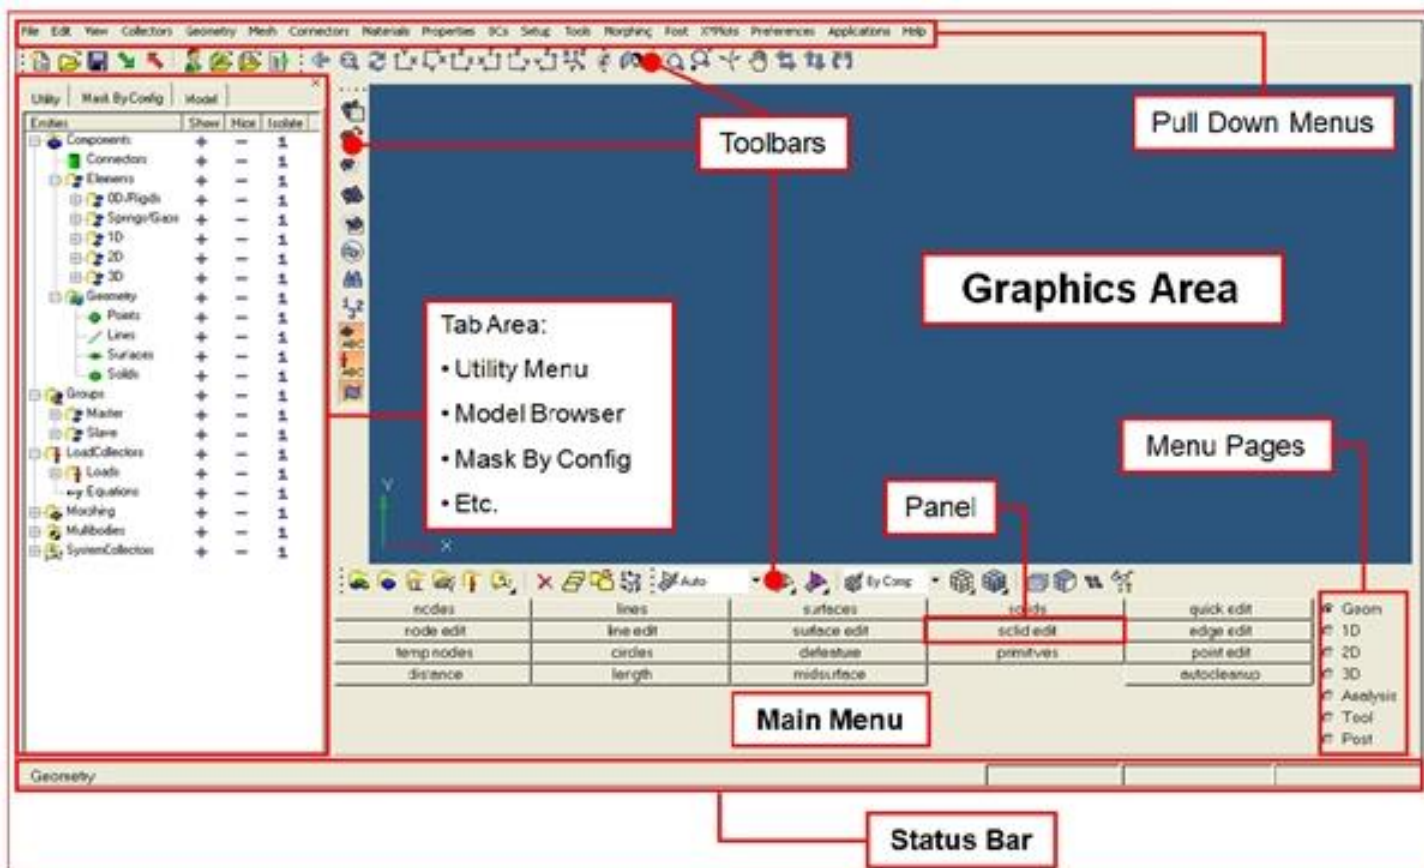 File Edit View Collectors Geometry Mesh Connectors Materials Properties BCs Setup Tools Morphing Post XYPlots Preferences Applications Help
Utility Mask By Config Model
Entities Show Hide Isolate
Components
Connectors
Elements
0D/Rigids
Springs/Gaps
1D
2D
3D
Geometry
Points
Lines
Surfaces
Solids
Groups
Master
Slave
LoadCollectors
Loads
Equations
Morphing
Multibodies
SystemCollectors
Toolbars
Pull Down Menus
Graphics Area
Tab Area:
• Utility Menu
• Model Browser
• Mask By Config
• Etc.
Menu Pages
Panel
1 2 3
ABC
ABC
Y
X
Auto By Comp
nodes lines surfaces solids quick edit
node edit line edit surface edit solid edit edge edit
temp nodes circles defeature primitives point edit
distance length midsurface autocleanup
Geom
1D
2D
3D
Analysis
Tool
Post
Main Menu
Geometry
Status Bar